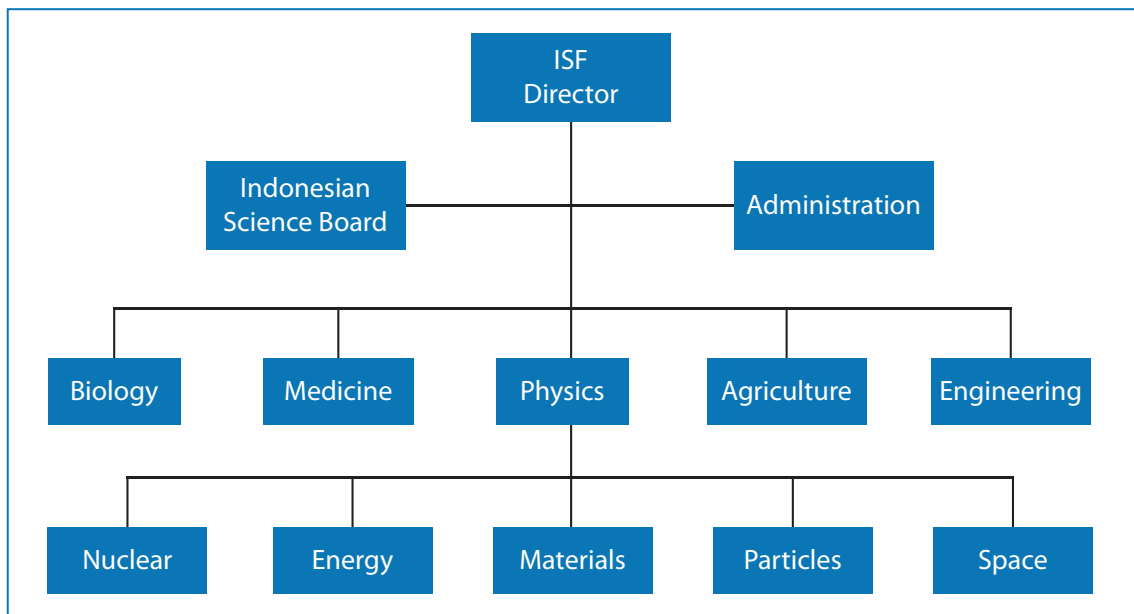 ISF
Director
Indonesian
Science Board
Administration
Biology
Medicine
Physics
Agriculture
Engineering
Nuclear
Energy
Materials
Particles
Space